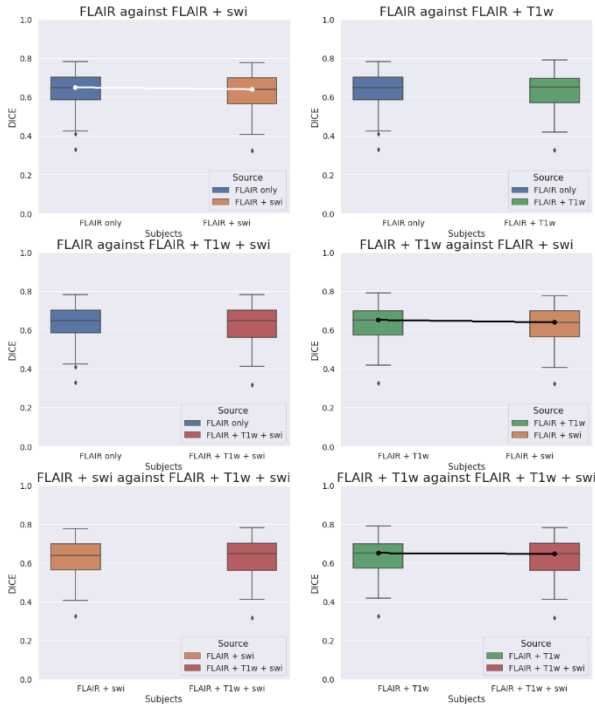 FLAIR against FLAIR + swi
1.0
0.8
0.6
0.4
0.2
0.0
DICE
Source
FLAIR only
FLAIR + swi
FLAIR only
FLAIR + swi
Subjects
FLAIR against FLAIR + T1w
1.0
0.8
0.6
0.4
0.2
0.0
DICE
Source
FLAIR only
FLAIR + T1w
FLAIR only
FLAIR + T1w
Subjects
FLAIR against FLAIR + T1w + swi
1.0
0.8
0.6
0.4
0.2
0.0
DICE
Source
FLAIR only
FLAIR + T1w + swi
FLAIR only
FLAIR + T1w + swi
Subjects
FLAIR + T1w against FLAIR + swi
1.0
0.8
0.6
0.4
0.2
0.0
DICE
Source
FLAIR + T1w
FLAIR + swi
FLAIR + T1w
FLAIR + swi
Subjects
FLAIR + swi against FLAIR + T1w + swi
1.0
0.8
0.6
0.4
0.2
0.0
DICE
Source
FLAIR + swi
FLAIR + T1w + swi
FLAIR + swi
FLAIR + T1w + swi
Subjects
FLAIR + T1w against FLAIR + T1w + swi
1.0
0.8
0.6
0.4
0.2
0.0
DICE
Source
FLAIR + T1w
FLAIR + T1w + swi
FLAIR + T1w
FLAIR + T1w + swi
Subjects